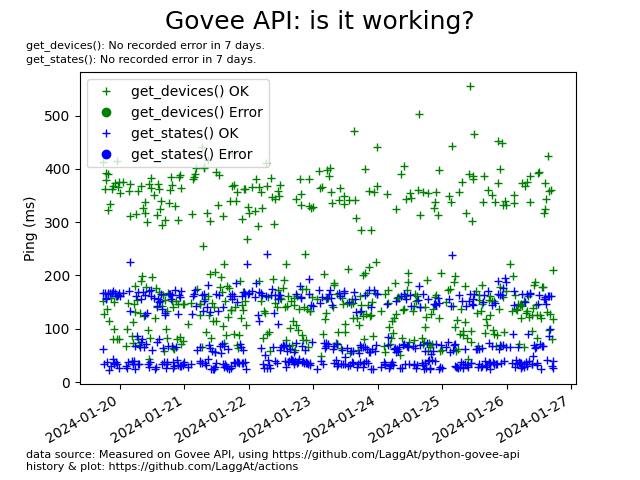 Govee API: is it working?
get_devices(): No recorded error in 7 days.
get_states(): No recorded error in 7 days.
get_devices() OK
get_devices() Error
get_states() OK
get_states() Error
Ping (ms)
500
400
300
200
100
0
2024-01-20
2024-01-21
2024-01-22
2024-01-23
2024-01-24
2024-01-25
2024-01-26
2024-01-27
data source: Measured on Govee API, using https://github.com/LaggAt/python-govee-api
history & plot: https://github.com/LaggAt/actions